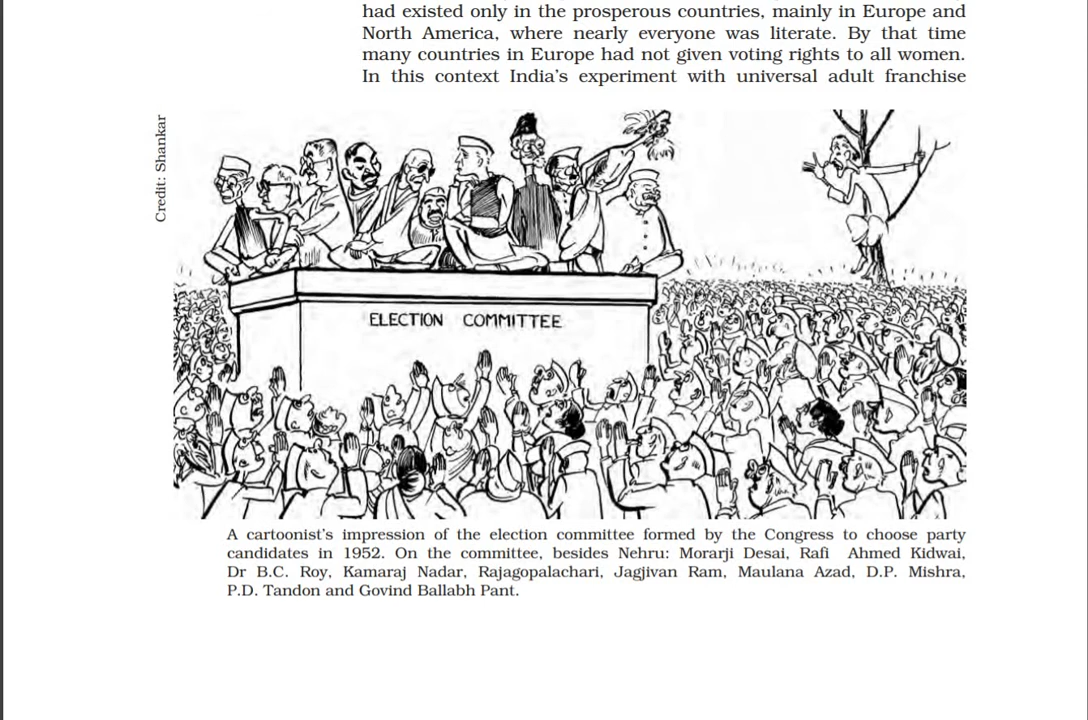 had existed only in the prosperous countries, mainly in Europe and
North America, where nearly everyone was literate. By that time
many countries in Europe had not given voting rights to all women.
In this context India's experiment with universal adult franchise
Credit: Shankar
ELECTION COMMITTEE
A cartoonist's impression of the election committee formed by the Congress to choose party
candidates in 1952. On the committee, besides Nehru: Morarji Desai, Rafi Ahmed Kidwai,
Dr B.C. Roy, Kamaraj Nadar, Rajagopalachari, Jagjivan Ram, Maulana Azad, D.P. Mishra,
P.D. Tandon and Govind Ballabh Pant.